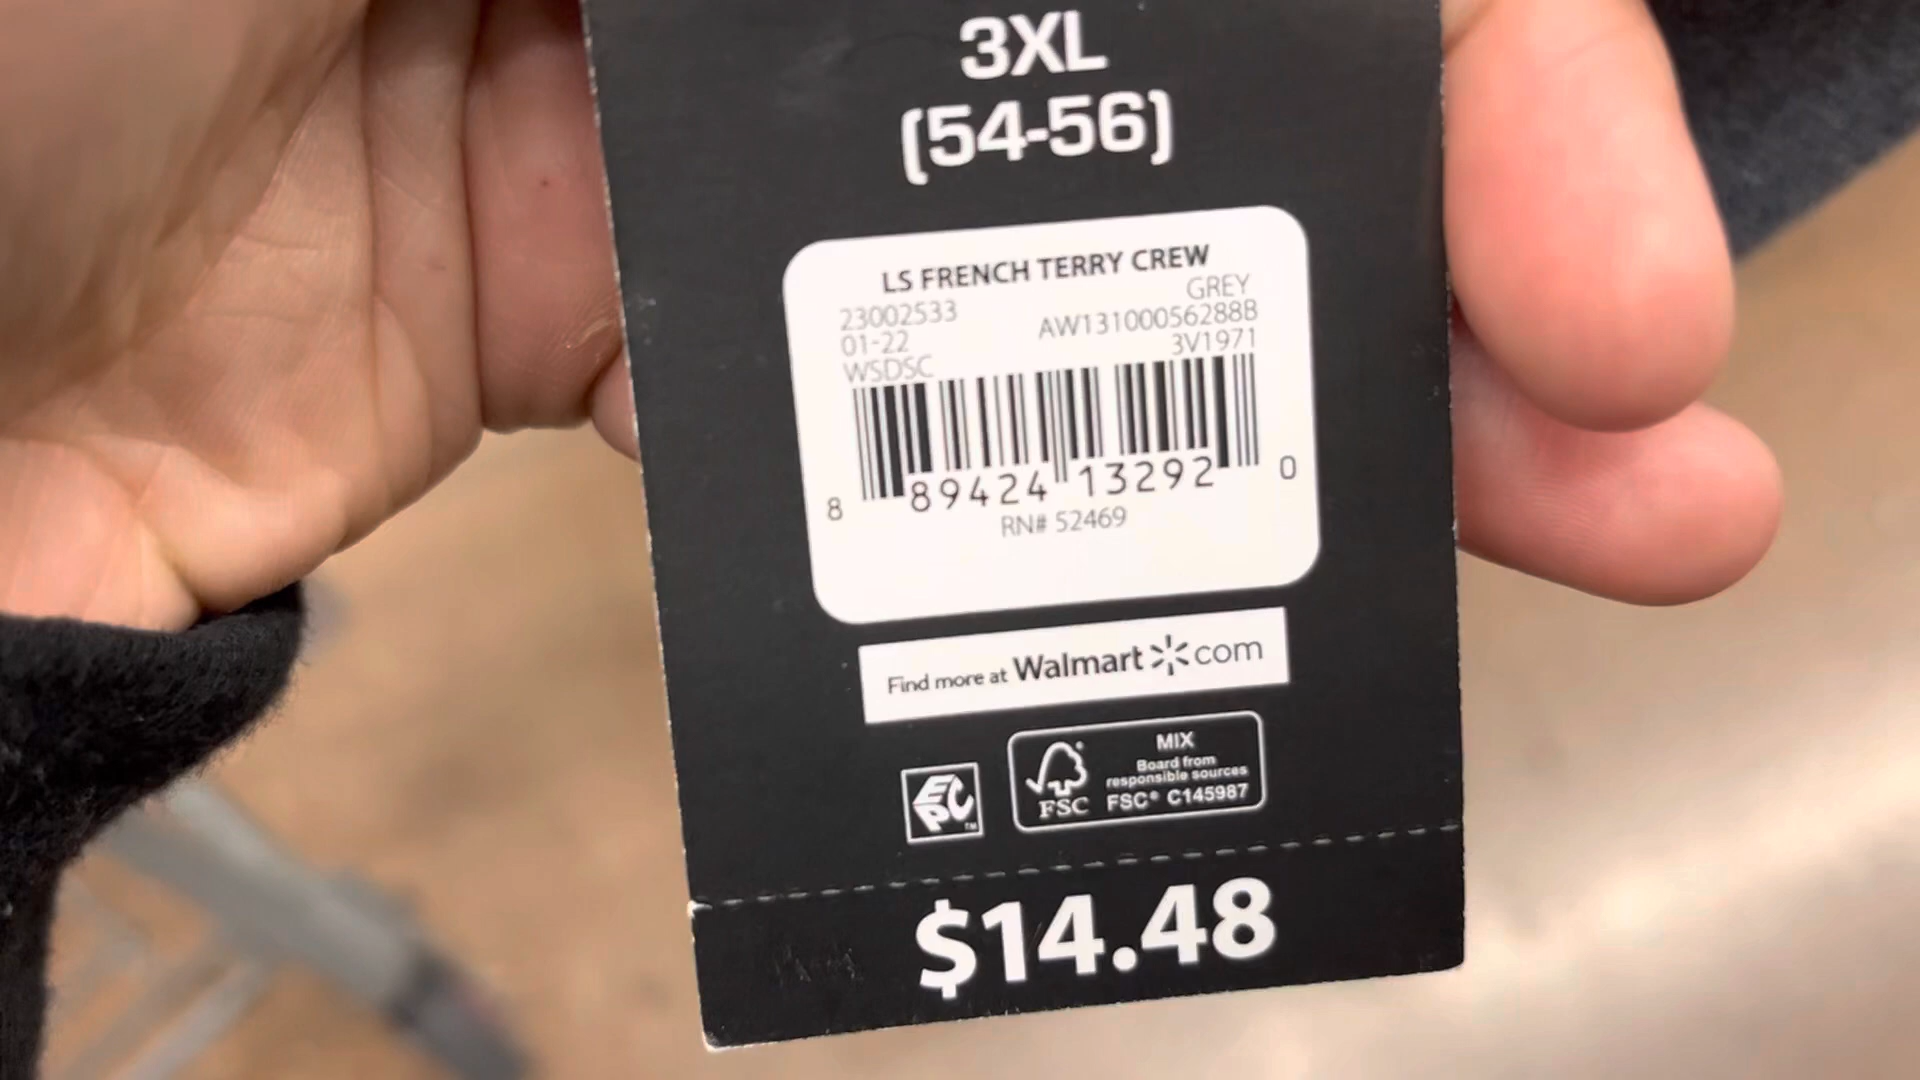 3XL
(54-56)
LS FRENCH TERRY CREW
GREY
23002533 AW13100056288B
01-22 3V1971
WSDSC
8 89424 13292 0
RN# 52469
Find more at Walmart com
EPC™
MIX
Board from
responsible sources
FSC FSC® C145987
$14.48